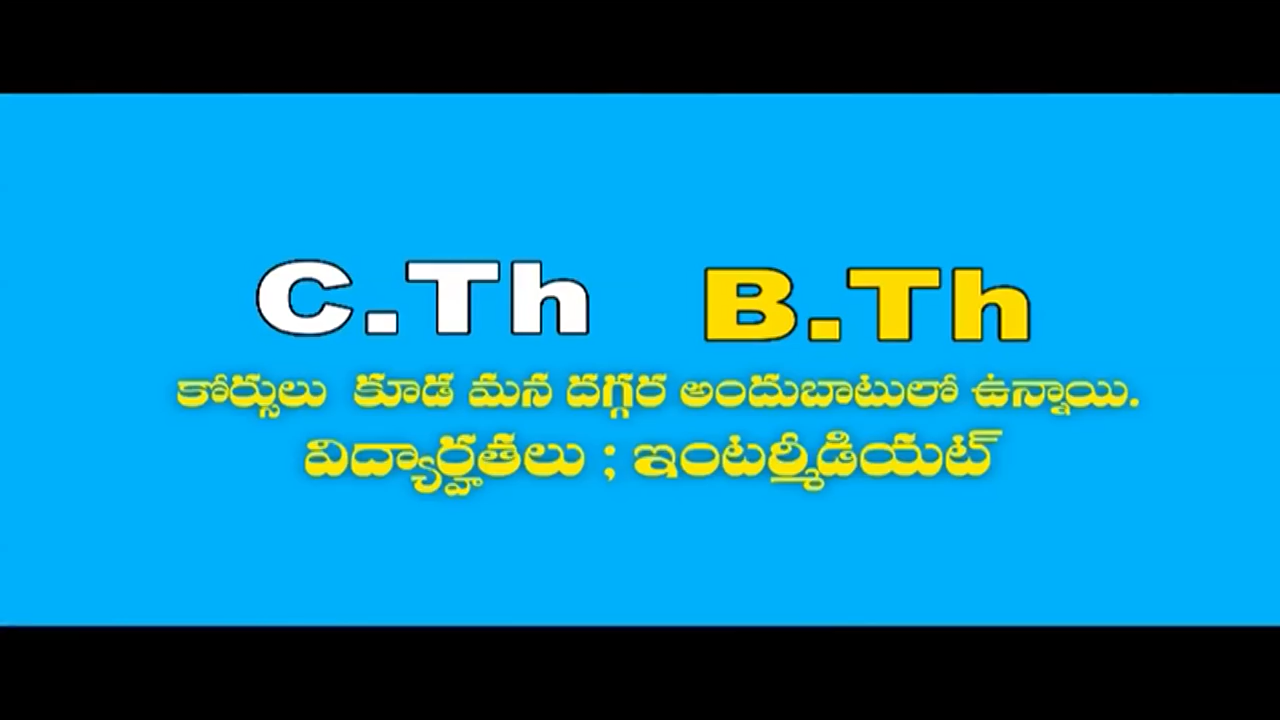 C.Th B.Th
కోర్సులు కూడ మన దగ్గర అందుబాటులో ఉన్నాయి.
విద్యార్హతలు ; ఇంటర్మీడియట్